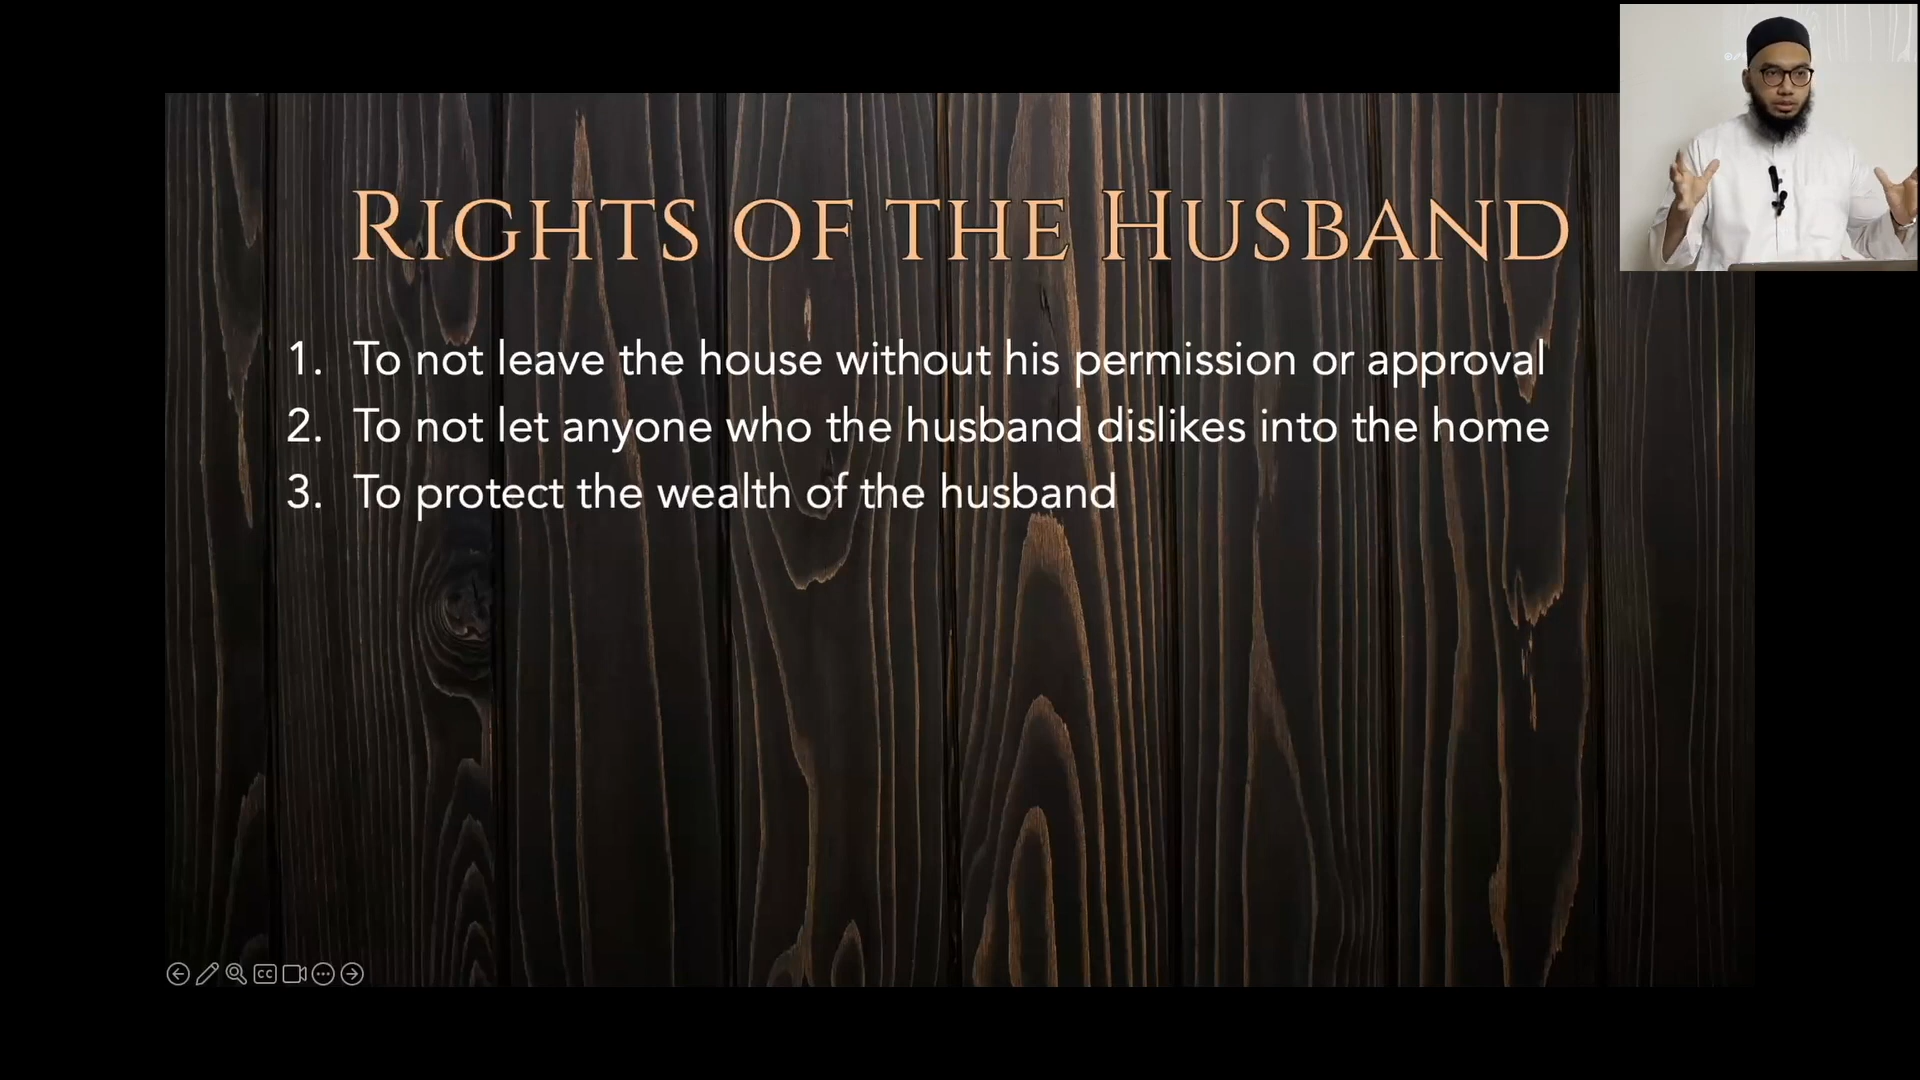 RIGHTS OF THE HUSBAND
1. To not leave the house without his permission or approval
2. To not let anyone who the husband dislikes into the home
3. To protect the wealth of the husband
CC